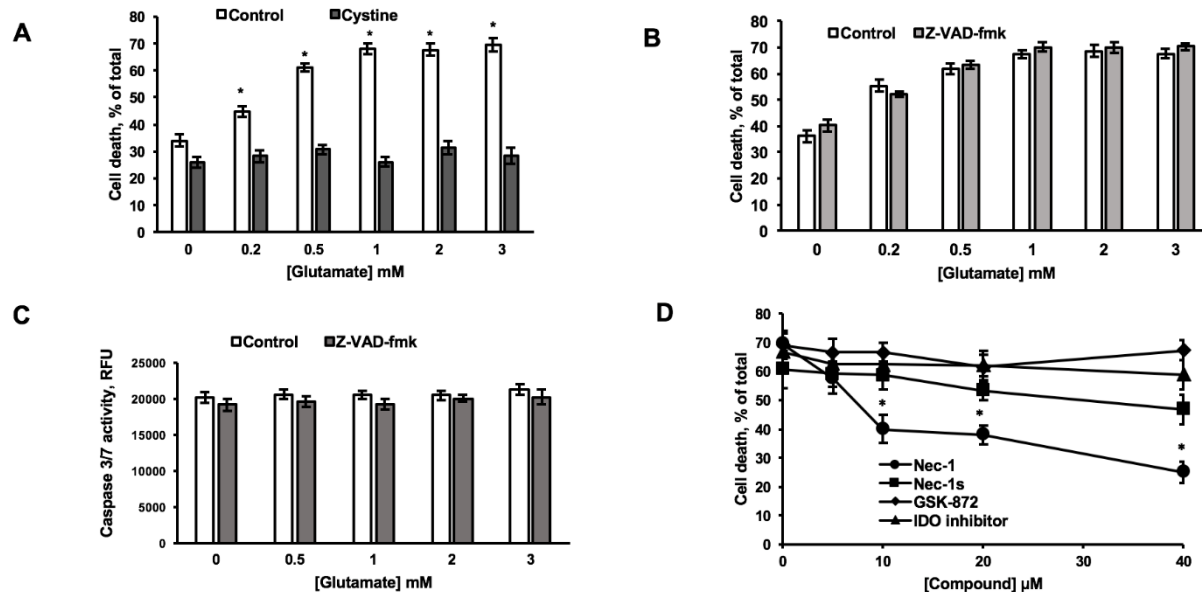 A
Control Cystine
Cell death, % of total
80
70
60
50
40
30
20
10
0
* * * * *
0 0.2 0.5 1 2 3
[Glutamate] mM
B
Control Z-VAD-fmk
Cell death, % of total
80
70
60
50
40
30
20
10
0
0 0.2 0.5 1 2 3
[Glutamate] mM
C
Control Z-VAD-fmk
Caspase 3/7 activity, RFU
25000
20000
15000
10000
5000
0
0 0.5 1 2 3
[Glutamate] mM
D
Cell death, % of total
80
70
60
50
40
30
20
10
0
* * *
Nec-1
Nec-1s
GSK-872
IDO inhibitor
0 10 20 30 40
[Compound] µM